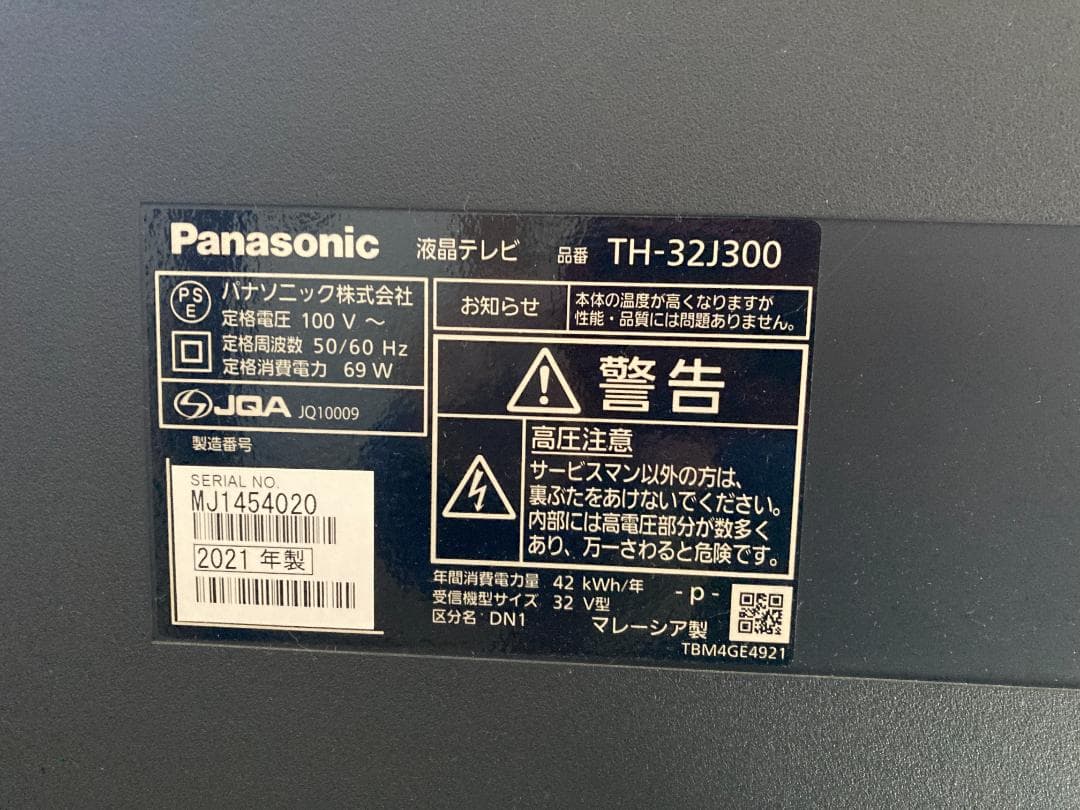 Panasonic 液晶テレビ 品番 TH-32J300
PS
E
パナソニック株式会社
定格電圧 100 V ～
定格周波数 50/60 Hz
定格消費電力 69 W
JQA JQ10009
製造番号
SERIAL NO.
MJ1454020
2021 年製
お知らせ
本体の温度が高くなりますが
性能・品質には問題ありません。
警告
高圧注意
サービスマン以外の方は、
裏ぶたをあけないでください。
内部には高電圧部分が数多く
あり、万一さわると危険です。
年間消費電力量 42 kWh/年
受信機型サイズ 32 V型
区分名 DN1
- p -
マレーシア製
TBM4GE4921